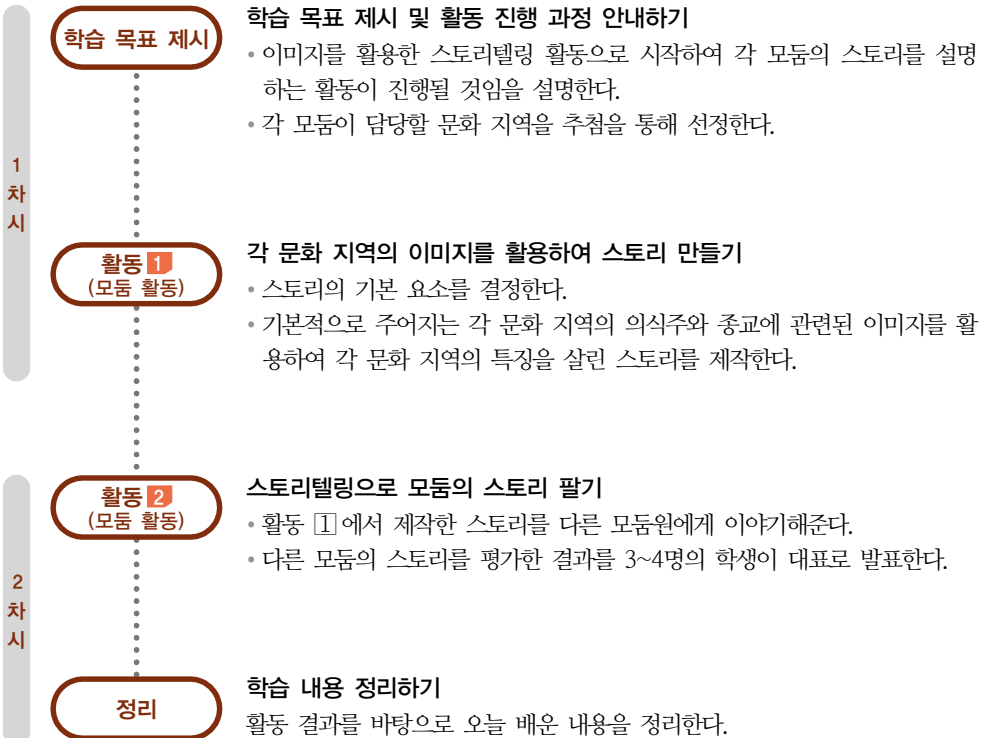 1
차
시
학습 목표 제시
학습 목표 제시 및 활동 진행 과정 안내하기
• 이미지를 활용한 스토리텔링 활동으로 시작하여 각 모둠의 스토리를 설명
하는 활동이 진행될 것임을 설명한다.
• 각 모둠이 담당할 문화 지역을 추첨을 통해 선정한다.
활동 1
(모둠 활동)
각 문화 지역의 이미지를 활용하여 스토리 만들기
• 스토리의 기본 요소를 결정한다.
• 기본적으로 주어지는 각 문화 지역의 의식주와 종교에 관련된 이미지를 활
용하여 각 문화 지역의 특징을 살린 스토리를 제작한다.
2
차
시
활동 2
(모둠 활동)
스토리텔링으로 모둠의 스토리 팔기
• 활동 1 에서 제작한 스토리를 다른 모둠원에게 이야기해준다.
• 다른 모둠의 스토리를 평가한 결과를 3~4명의 학생이 대표로 발표한다.
정리
학습 내용 정리하기
활동 결과를 바탕으로 오늘 배운 내용을 정리한다.